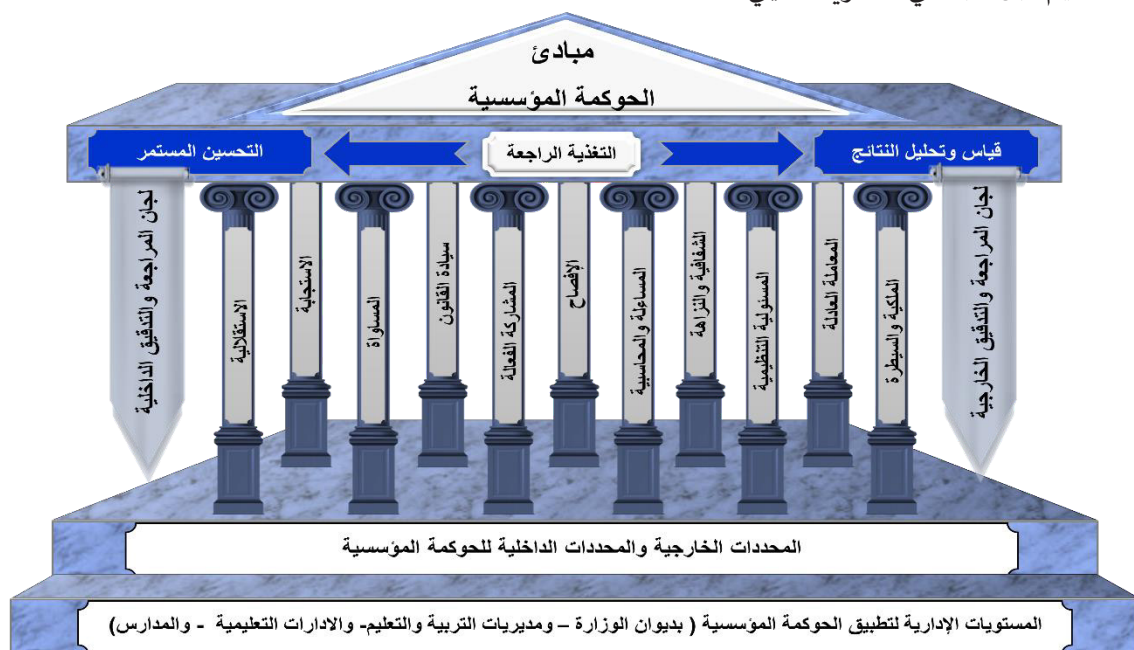 مبادئ
الحوكمة المؤسسية
قياس وتحليل النتائج
التغذية الراجعة
التحسين المستمر
لجان المراجعة والتدقيق الخارجية
الملكية والسيطرة
المعاملة العادلة
المسئولية التنظيمية
الشفافية والنزاهة
المساءلة والمحاسبية
الإفصاح
المشاركة الفعالة
سيادة القانون
المساواة
الاستجابة
الاستقلالية
لجان المراجعة والتدقيق الداخلية
المحددات الخارجية والمحددات الداخلية للحوكمة المؤسسية
المستويات الإدارية لتطبيق الحوكمة المؤسسية ( بديوان الوزارة – ومديريات التربية والتعليم- والادارات التعليمية - والمدارس)